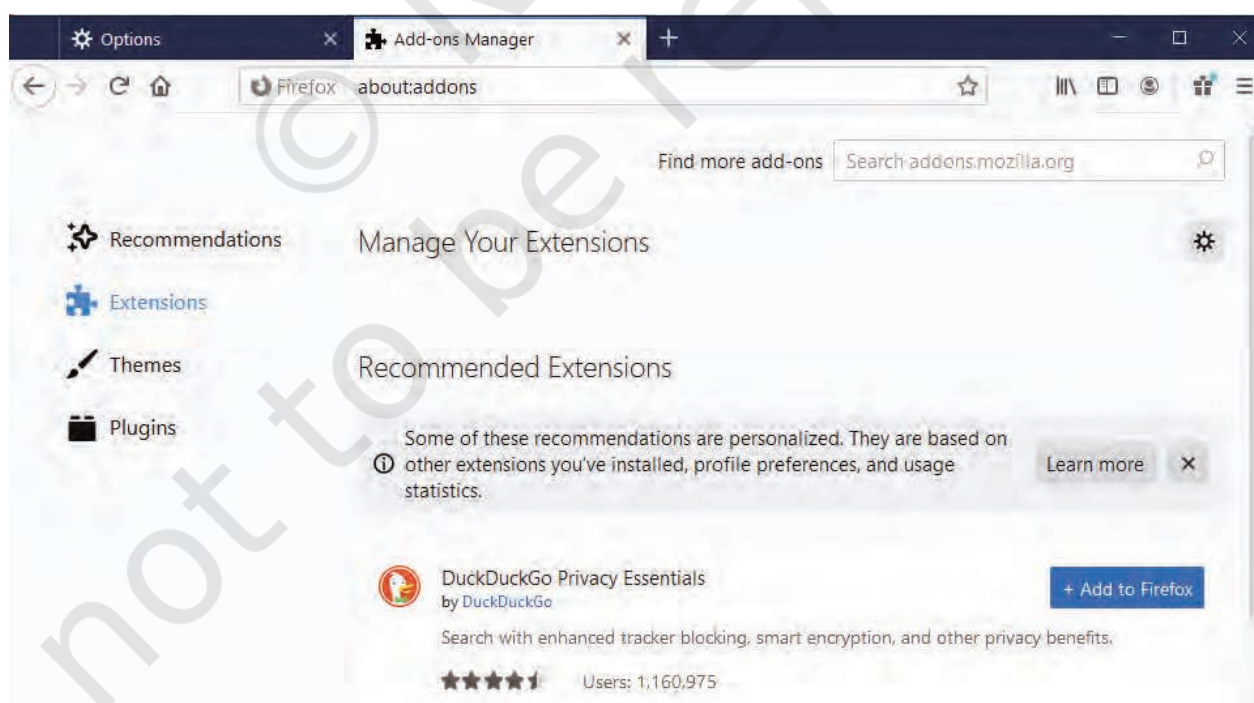 Options
Add-ons Manager
Firefox about:addons
Find more add-ons Search addons.mozilla.org
Recommendations
Manage Your Extensions
Extensions
Themes
Recommended Extensions
Plugins
Some of these recommendations are personalized. They are based on
other extensions you've installed, profile preferences, and usage
statistics.
Learn more
DuckDuckGo Privacy Essentials
by DuckDuckGo
+ Add to Firefox
Search with enhanced tracker blocking, smart encryption, and other privacy benefits.
Users: 1,160,975
© 
not to be